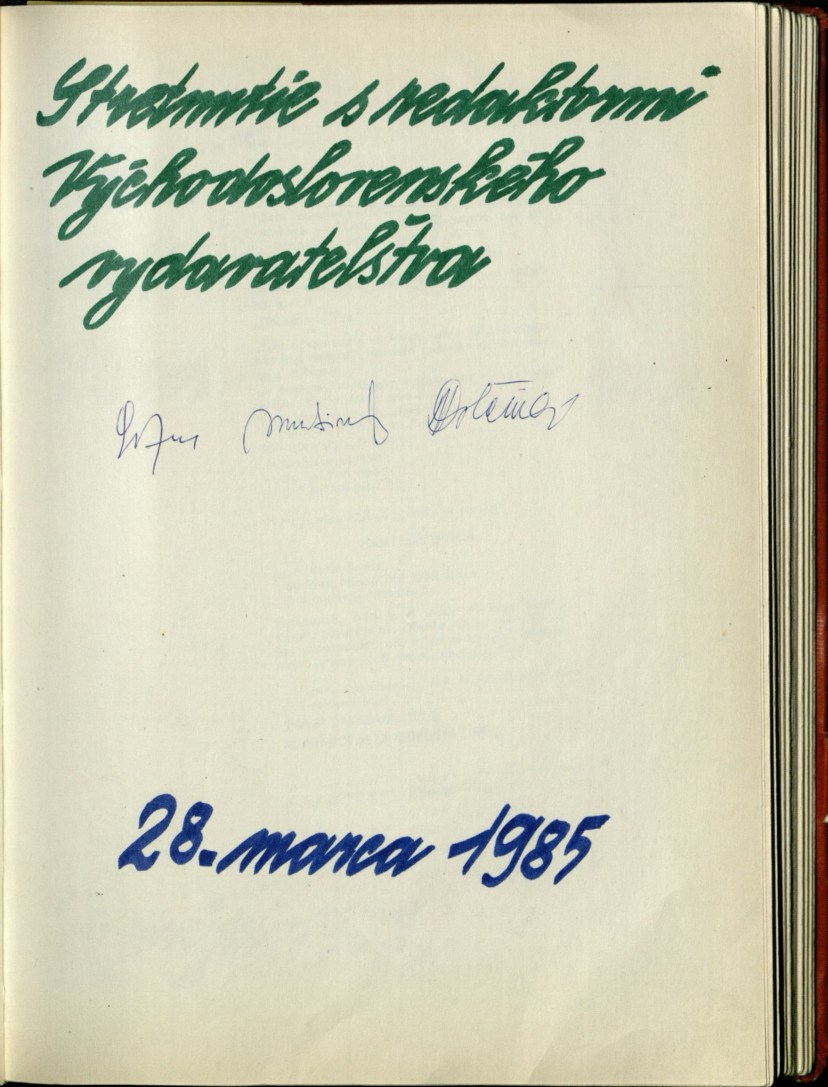 Stretnutie s redaktormi
Východoslovenského
vydavateľstva
28. marca 1985